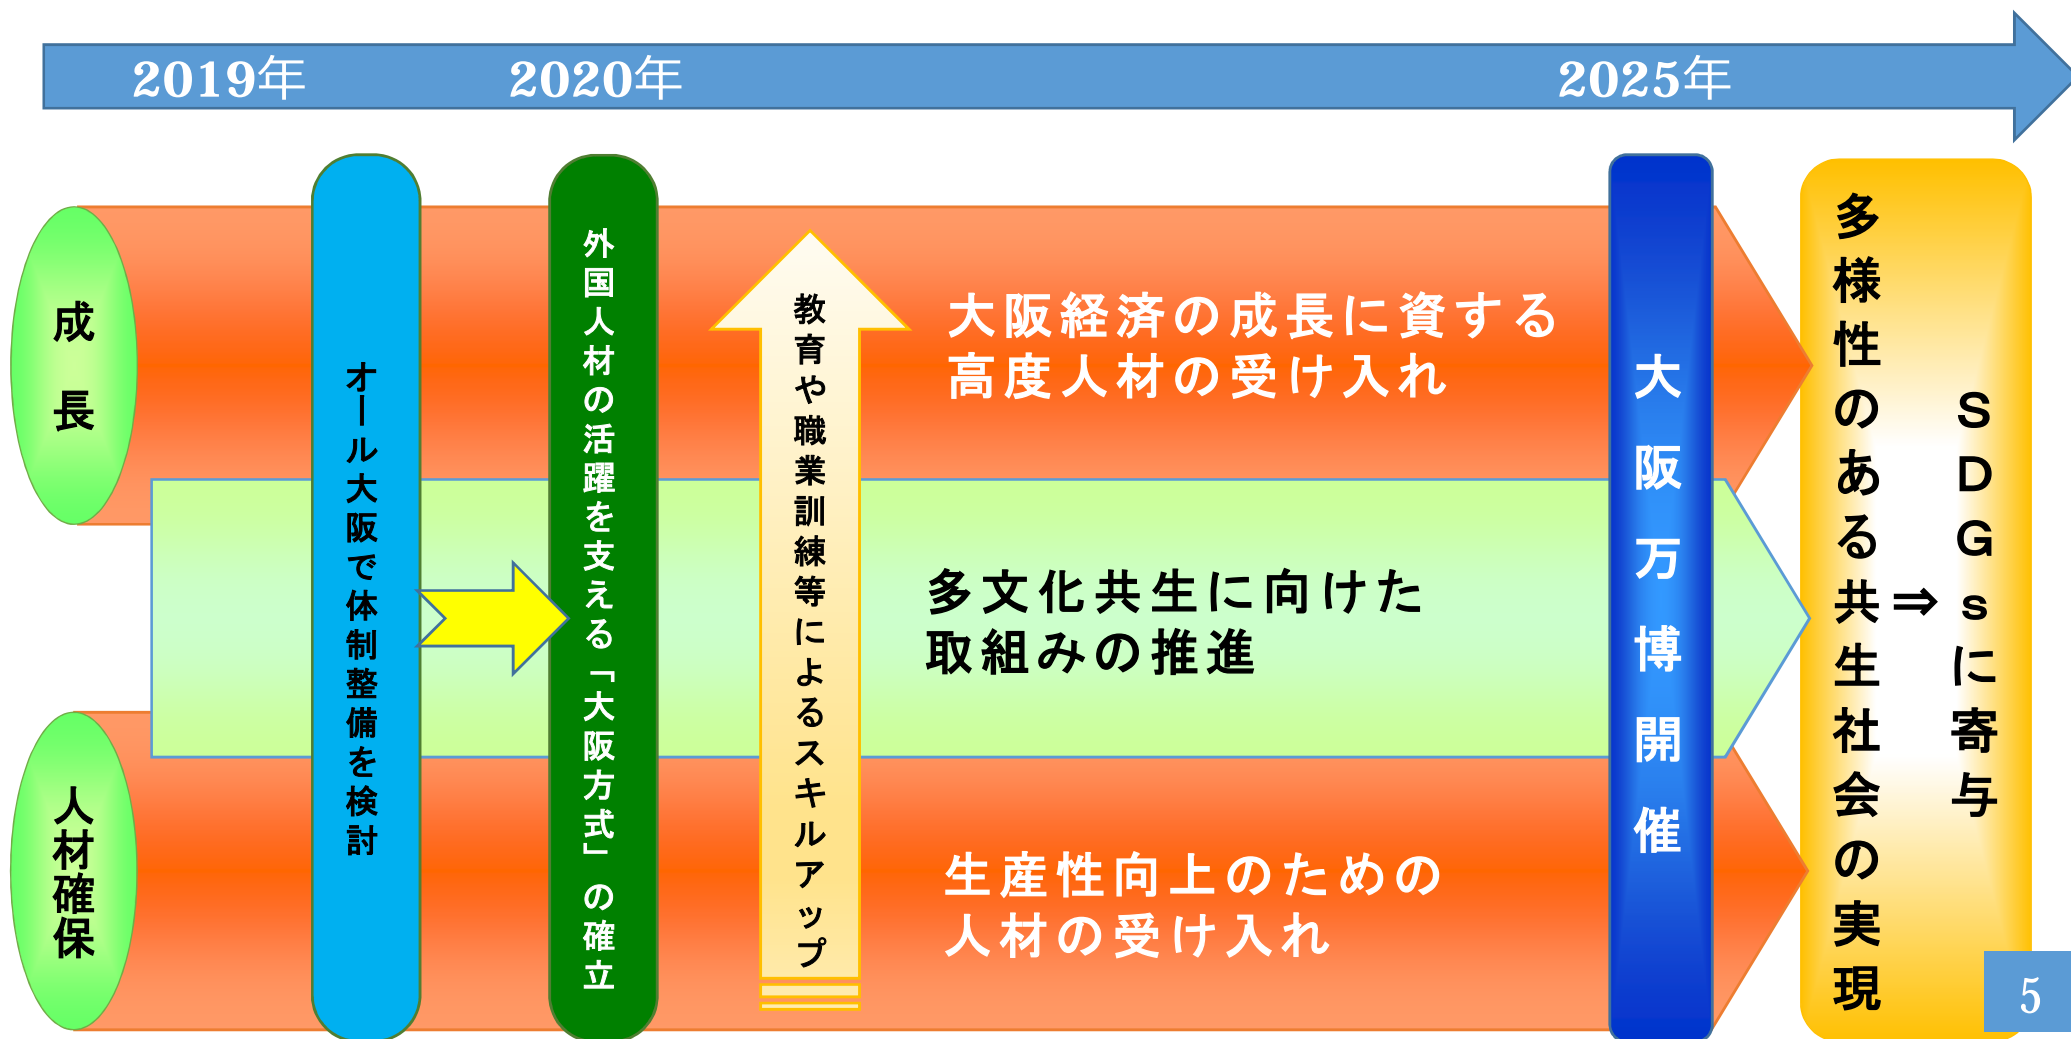 2019年
2020年
2025年
成長
人材確保
オール大阪で体制整備を検討
外国人材の活躍を支える「大阪方式」の確立
教育や職業訓練等によるスキルアップ
大阪経済の成長に資する
高度人材の受け入れ
多文化共生に向けた
取組みの推進
生産性向上のための
人材の受け入れ
大阪万博開催
多様性のある共生社会の実現
⇒
SDGsに寄与
5